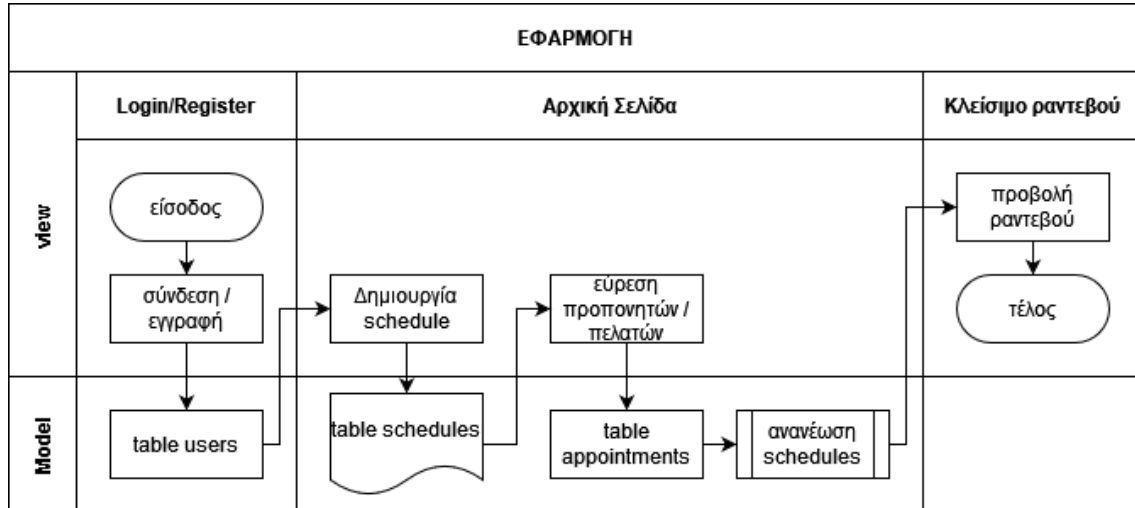 ΕΦΑΡΜΟΓΗ
Login/Register
Αρχική Σελίδα
Κλείσιμο ραντεβού
view
είσοδος
σύνδεση /
εγγραφή
Δημιουργία
schedule
εύρεση
προπονητών /
πελατών
προβολή
ραντεβού
τέλος
Model
table users
table schedules
table
appointments
ανανέωση
schedules